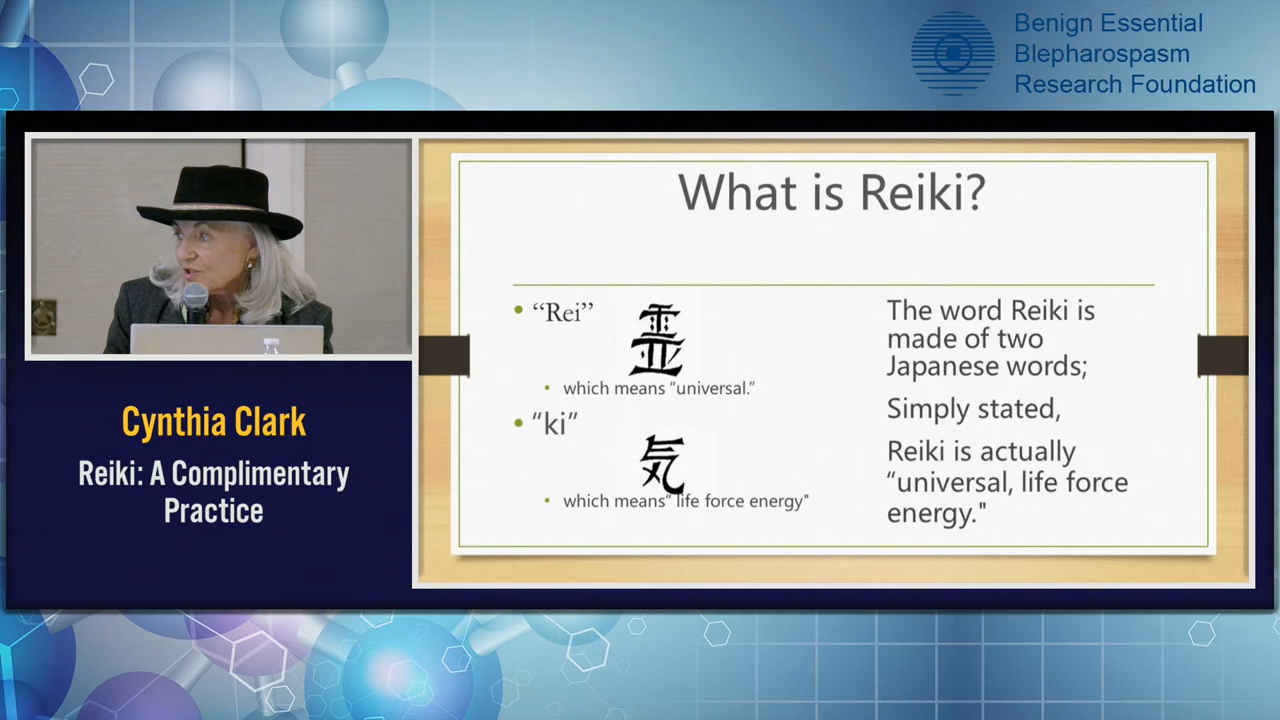 Benign Essential
Blepharospasm
Research Foundation
Cynthia Clark
Reiki: A Complimentary
Practice
What is Reiki?
• “Rei”
霊
• which means “universal.”
• “ki”
気
• which means“ life force energy"
The word Reiki is
made of two
Japanese words;
Simply stated,
Reiki is actually
“universal, life force
energy."